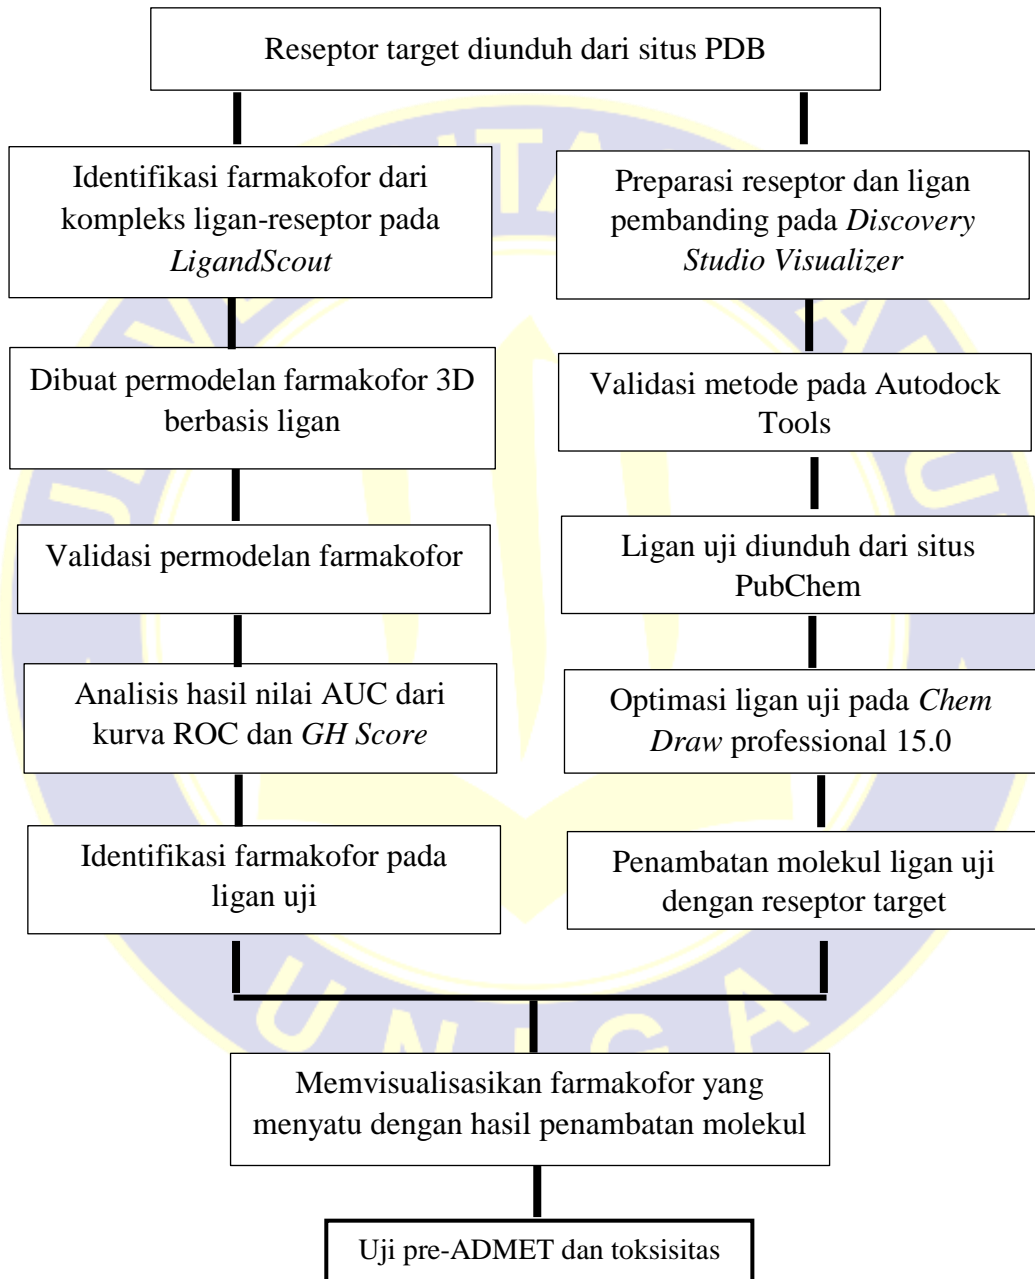 Reseptor target diunduh dari situs PDB
Identifikasi farmakofor dari
kompleks ligan-reseptor pada
LigandScout
Dibuat permodelan farmakofor 3D
berbasis ligan
Validasi permodelan farmakofor
Analisis hasil nilai AUC dari
kurva ROC dan GH Score
Identifikasi farmakofor pada
ligan uji
Preparasi reseptor dan ligan
pembanding pada Discovery
Studio Visualizer
Validasi metode pada Autodock
Tools
Ligan uji diunduh dari situs
PubChem
Optimasi ligan uji pada Chem
Draw professional 15.0
Penambatan molekul ligan uji
dengan reseptor target
Memvisualisasikan farmakofor yang
menyatu dengan hasil penambatan molekul
Uji pre-ADMET dan toksisitas
UNIGA